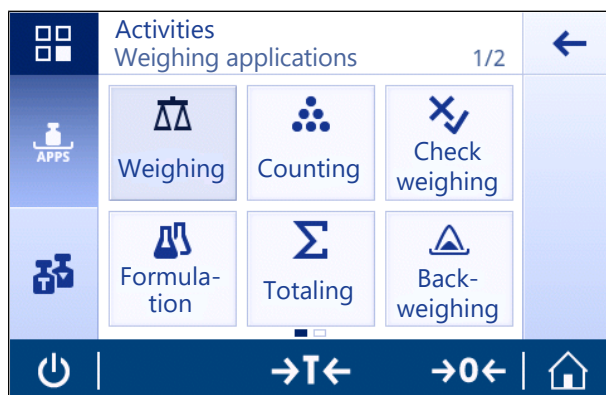 Activities
Weighing applications 1/2
APPS
Weighing
Counting
Check
weighing
T
Formula-
tion
Totaling
Back-
weighing
→T← →0←